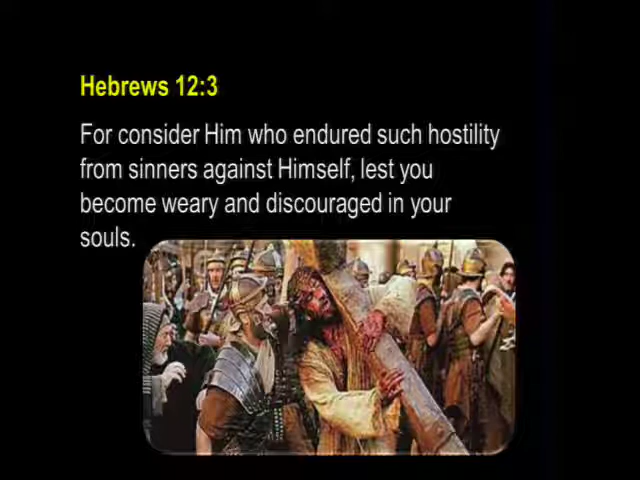 Hebrews 12:3
For consider Him who endured such hostility
from sinners against Himself, lest you
become weary and discouraged in your
souls.